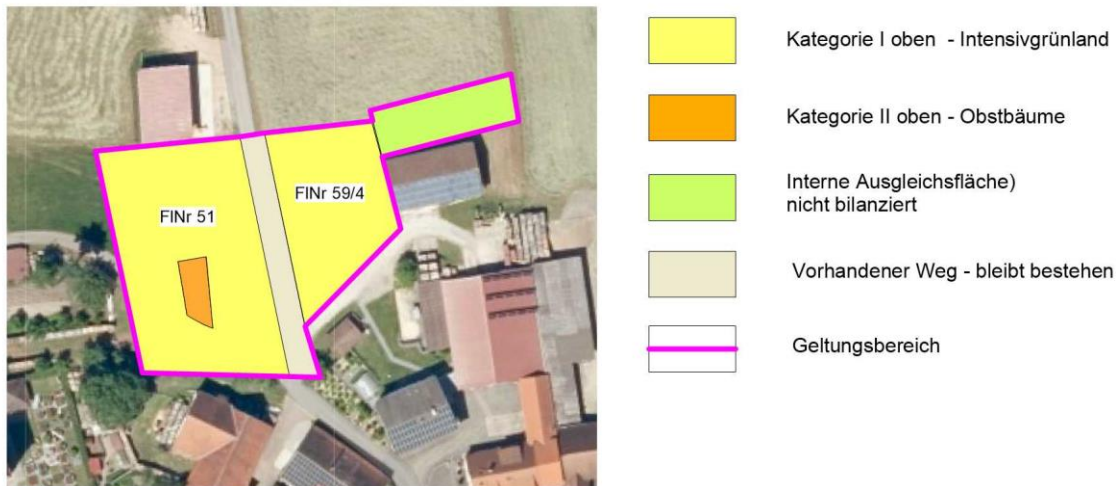 Kategorie I oben - Intensivgrünland
Kategorie II oben - Obstbäume
Interne Ausgleichsfläche)
nicht bilanziert
Vorhandener Weg - bleibt bestehen
Geltungsbereich
FlNr 59/4
FlNr 51